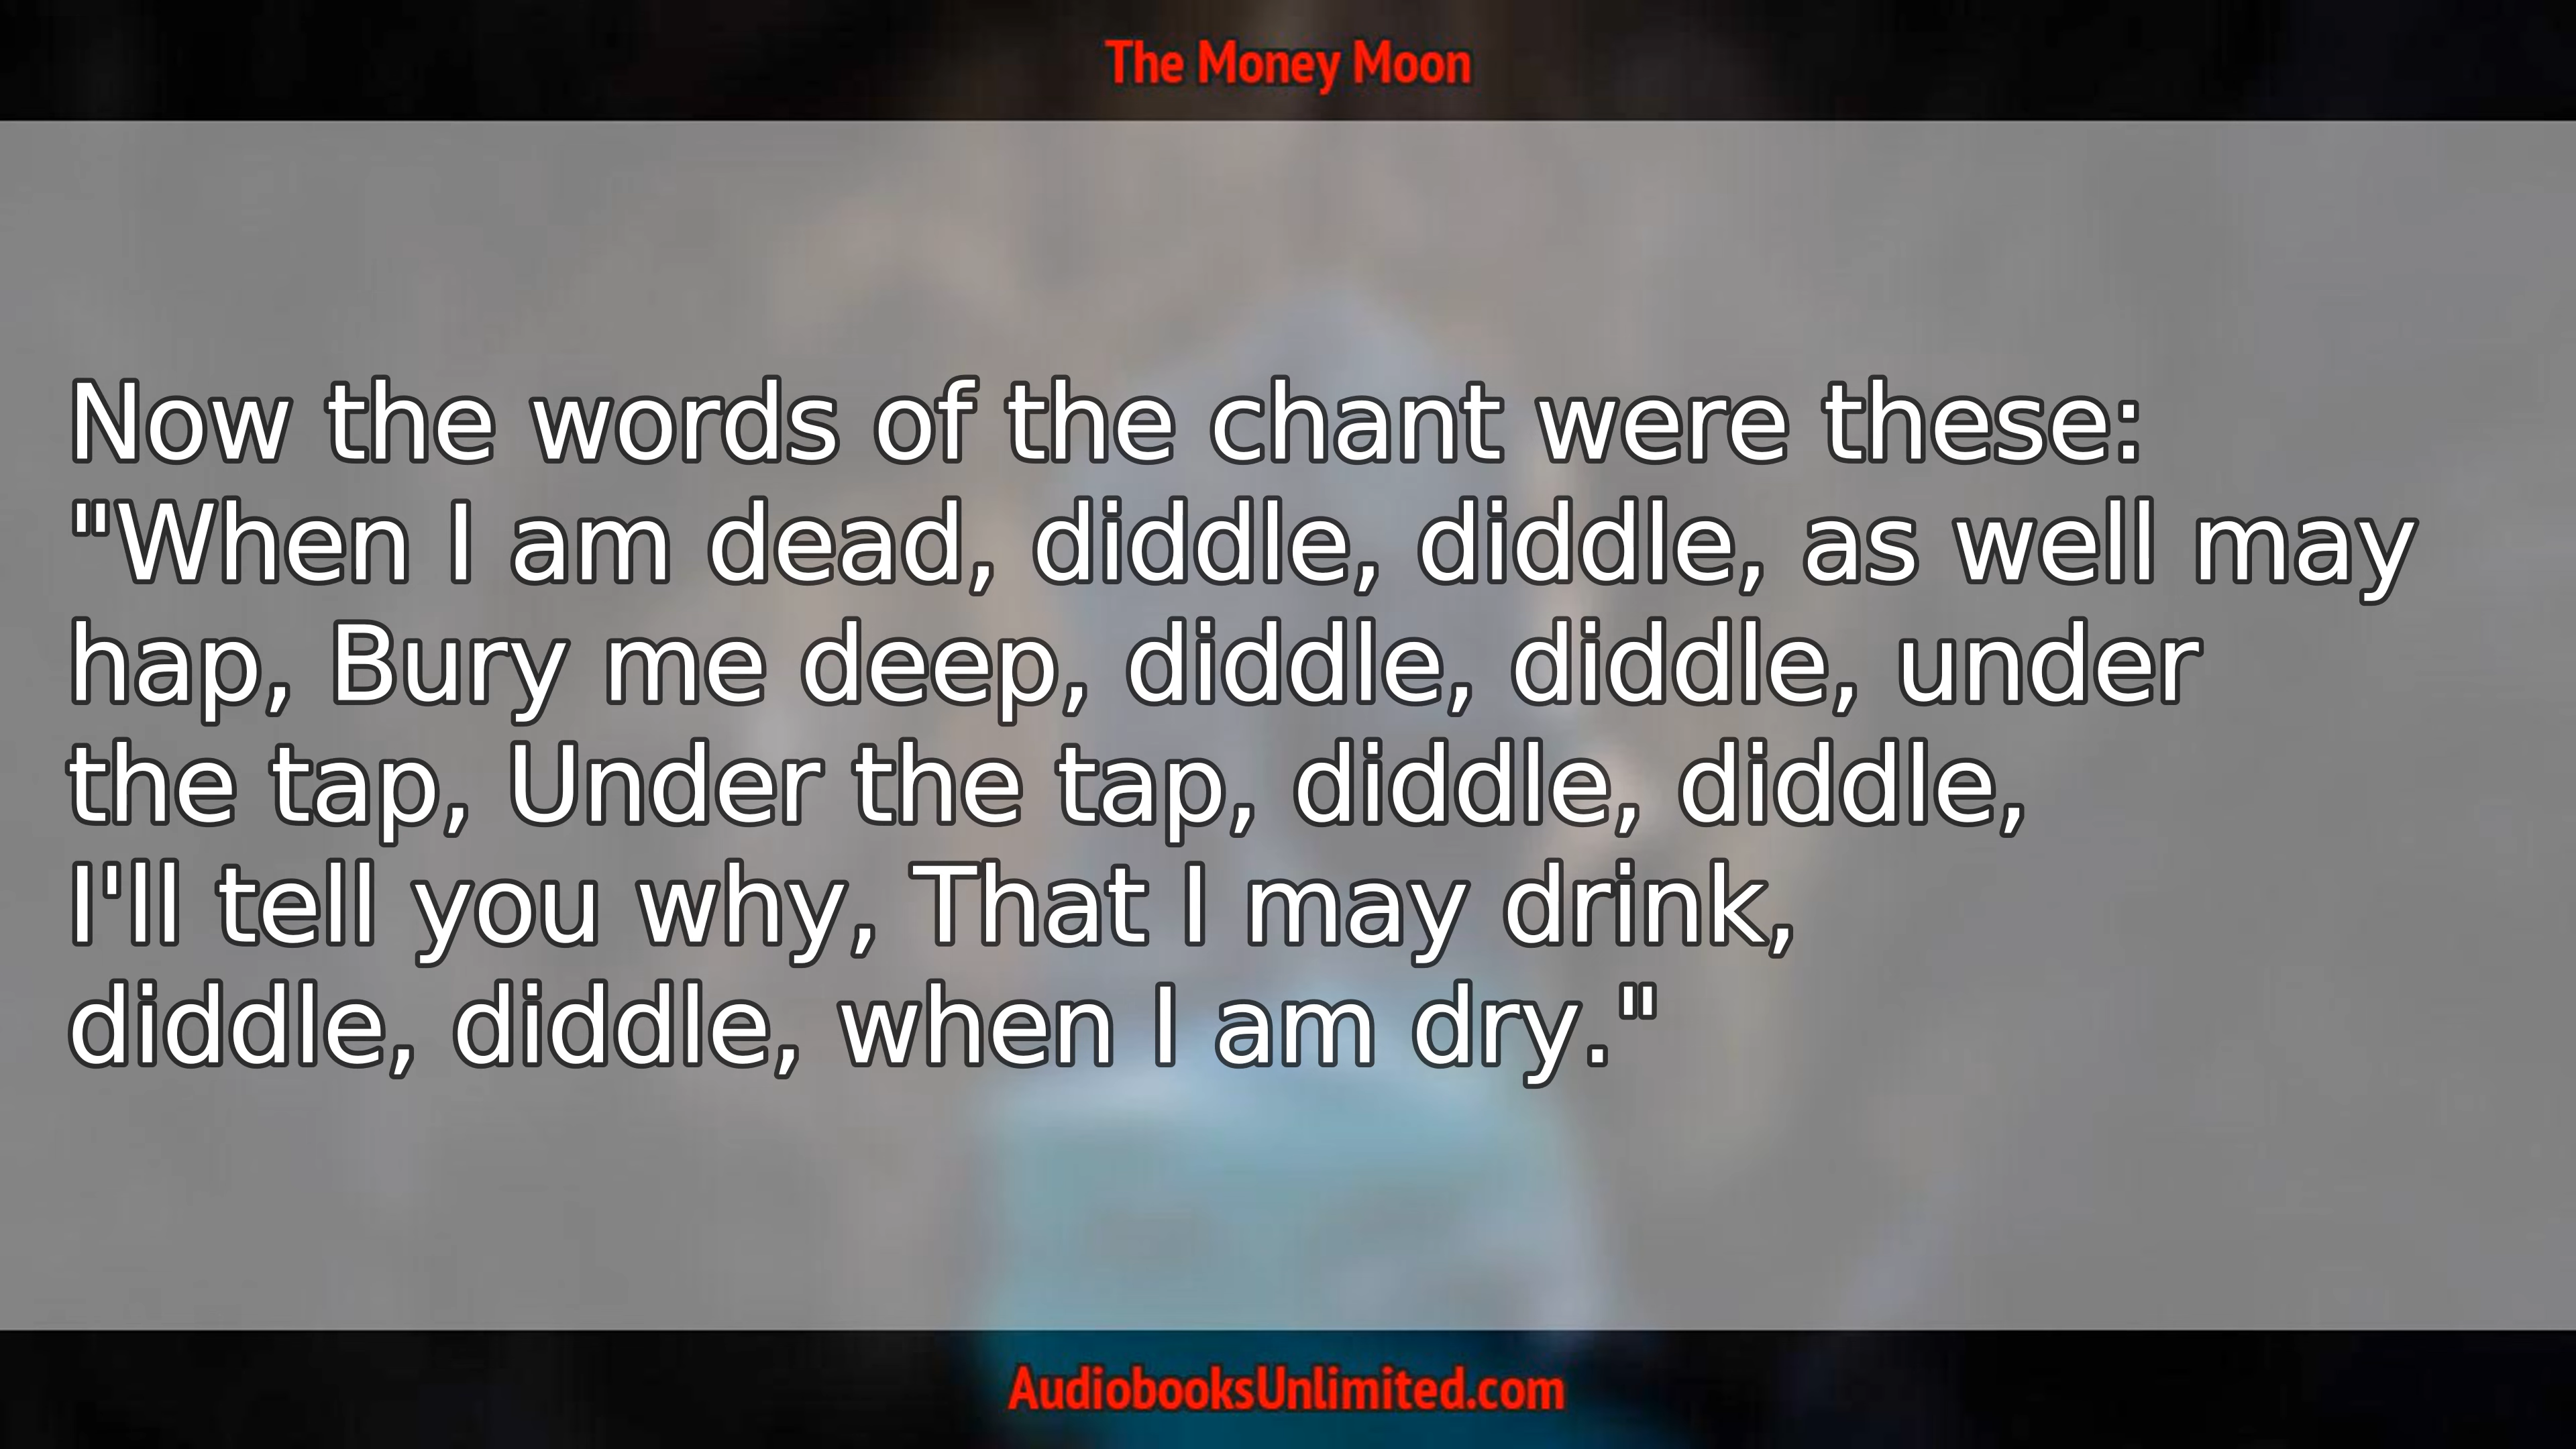 The Money Moon
Now the words of the chant were these:
"When I am dead, diddle, diddle, as well may
hap, Bury me deep, diddle, diddle, under
the tap, Under the tap, diddle, diddle,
I'll tell you why, That I may drink,
diddle, diddle, when I am dry."
AudiobooksUnlimited.com